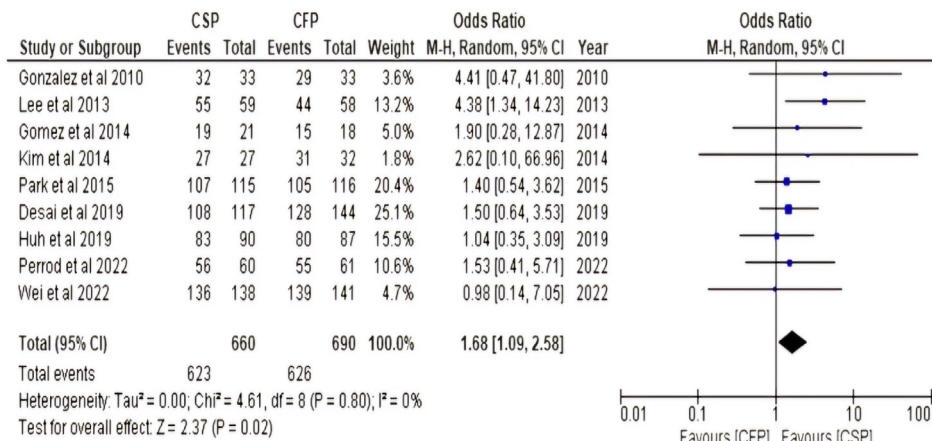 CSP CFP Odds Ratio Odds Ratio
Study or Subgroup Events Total Events Total Weight M-H, Random, 95% CI Year M-H, Random, 95% CI
Gonzalez et al 2010 32 33 29 33 3.6% 4.41 [0.47, 41.80] 2010
Lee et al 2013 55 59 44 58 13.2% 4.38 [1.34, 14.23] 2013
Gomez et al 2014 19 21 15 18 5.0% 1.90 [0.28, 12.87] 2014
Kim et al 2014 27 27 31 32 1.8% 2.62 [0.10, 66.96] 2014
Park et al 2015 107 115 105 116 20.4% 1.40 [0.54, 3.62] 2015
Desai et al 2019 108 117 128 144 25.1% 1.50 [0.64, 3.53] 2019
Huh et al 2019 83 90 80 87 15.5% 1.04 [0.35, 3.09] 2019
Perrod et al 2022 56 60 55 61 10.6% 1.53 [0.41, 5.71] 2022
Wei et al 2022 136 138 139 141 4.7% 0.98 [0.14, 7.05] 2022
Total (95% CI) 660 690 100.0% 1.68 [1.09, 2.58]
Total events 623 626
Heterogeneity: Tau² = 0.00; Chi² = 4.61, df = 8 (P = 0.80); I² = 0%
Test for overall effect: Z = 2.37 (P = 0.02)
0.01 0.1 1 10 100
Favours [CFP] Favours [CSP]